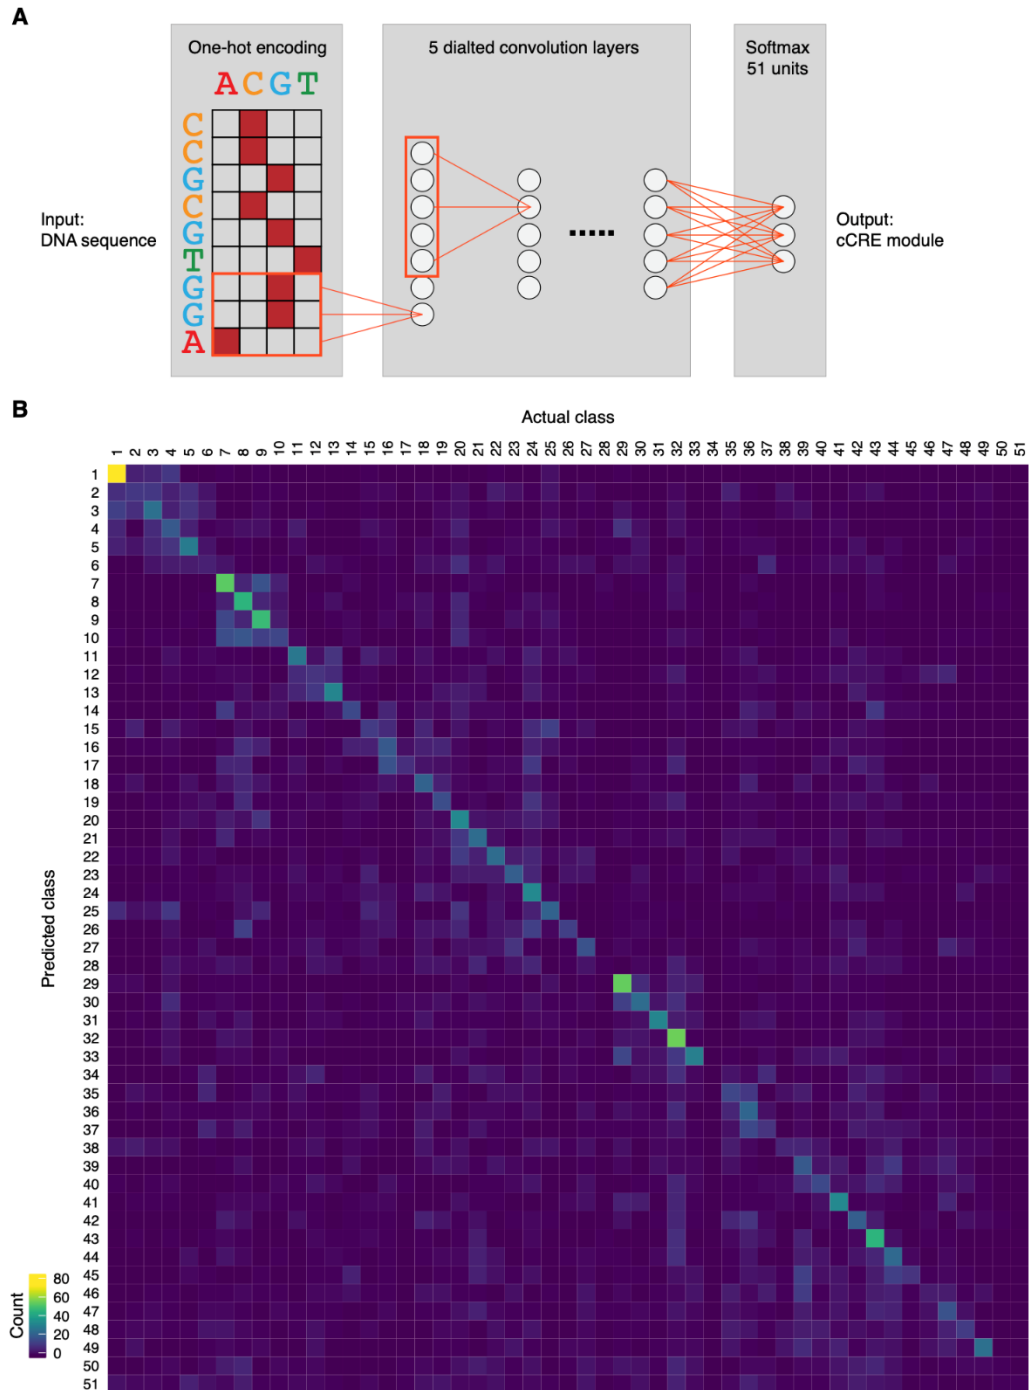 A
One-hot encoding
5 dialted convolution layers
Softmax
51 units
A C G T
C
C
G
C
G
T
G
G
A
Input:
DNA sequence
Output:
cCRE module
B
Actual class
1 2 3 4 5 6 7 8 9 10 11 12 13 14 15 16 17 18 19 20 21 22 23 24 25 26 27 28 29 30 31 32 33 34 35 36 37 38 39 40 41 42 43 44 45 46 47 48 49 50 51
Predicted class
1
2
3
4
5
6
7
8
9
10
11
12
13
14
15
16
17
18
19
20
21
22
23
24
25
26
27
28
29
30
31
32
33
34
35
36
37
38
39
40
41
42
43
44
45
46
47
48
49
50
51
Count
80
60
40
20
0